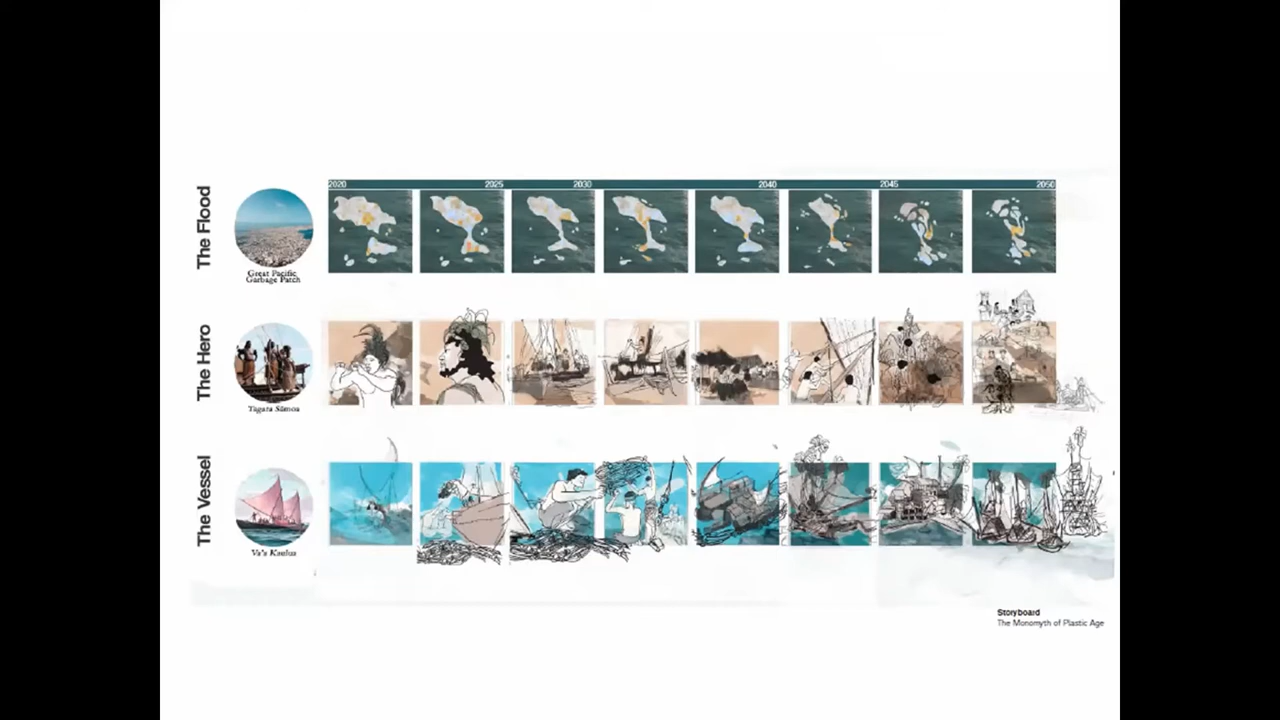 2020 2025 2030 2040 2045 2050
The Flood
Great Pacific
Garbage Patch
The Hero
Tagata Sāmoa
The Vessel
Va'a Kaulua
Storyboard
The Monomyth of Plastic Age